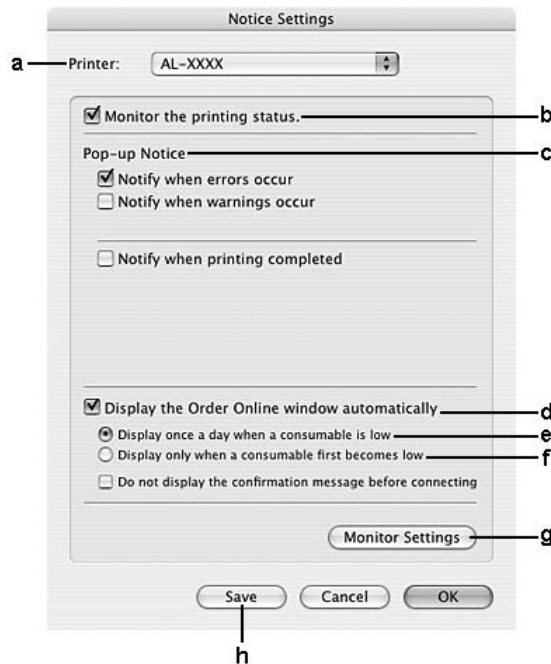 Notice Settings
a Printer: AL-XXXX
Monitor the printing status. b
Pop-up Notice c
Notify when errors occur
Notify when warnings occur
Notify when printing completed
Display the Order Online window automatically d
Display once a day when a consumable is low e
Display only when a consumable first becomes low f
Do not display the confirmation message before connecting
Monitor Settings g
Save Cancel OK
h